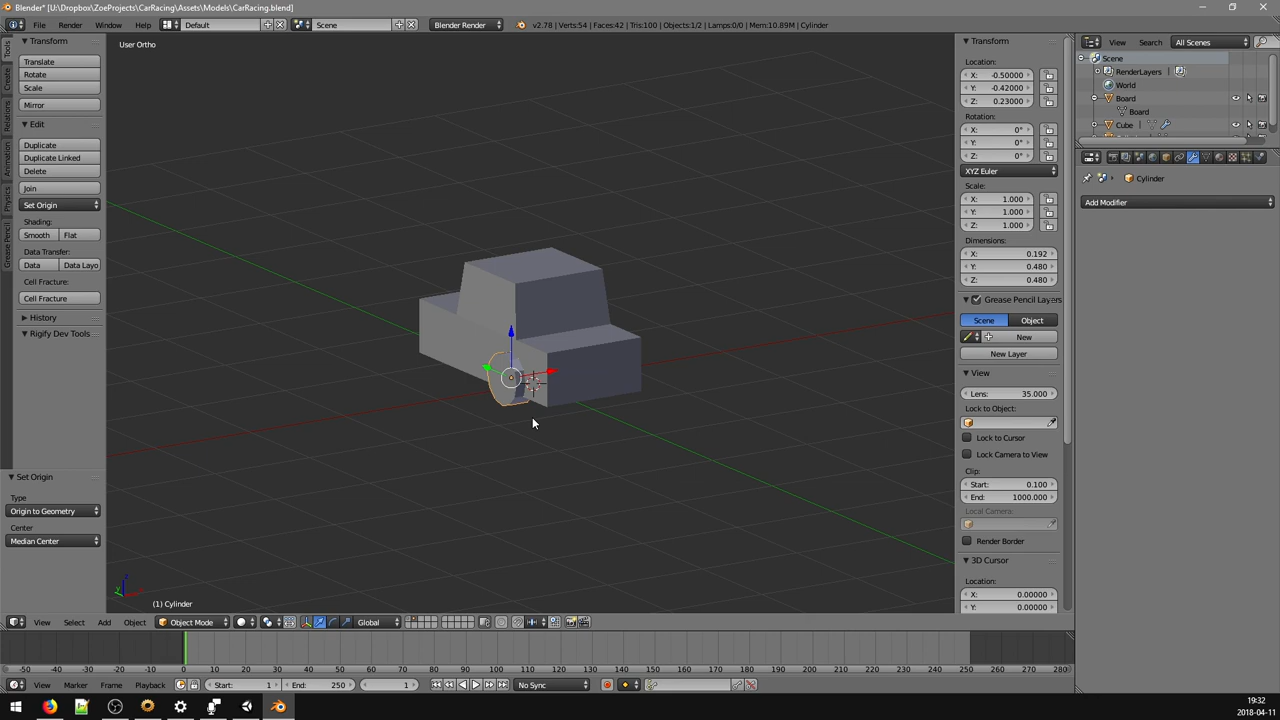 Blender* [U:\Dropbox\ZoeProjects\CarRacing\Assets\Models\CarRacing.blend]
File Render Window Help Default Scene Blender Render v2.78 | Verts:54 | Faces:42 | Tris:100 | Objects:1/2 | Lamps:0/0 | Mem:10.89M | Cylinder
Tools
Create
Relations
Animation
Physics
Grease Pencil
Transform
Translate
Rotate
Scale
Mirror
Edit
Duplicate
Duplicate Linked
Delete
Join
Set Origin
Shading:
Smooth Flat
Data Transfer:
Data Data Layo
Cell Fracture:
Cell Fracture
History
Rigify Dev Tools
Set Origin
Type
Origin to Geometry
Center
Median Center
User Ortho
(1) Cylinder
Transform
Location:
X: -0.50000
Y: -0.42000
Z: 0.23000
Rotation:
X: 0°
Y: 0°
Z: 0°
XYZ Euler
Scale:
X: 1.000
Y: 1.000
Z: 1.000
Dimensions:
X: 0.192
Y: 0.480
Z: 0.480
Grease Pencil Layers
Scene Object
New
New Layer
View
Lens: 35.000
Lock to Object:
Lock to Cursor
Lock Camera to View
Clip:
Start: 0.100
End: 1000.000
Local Camera:
Render Border
3D Cursor
Location:
X: 0.00000
Y: 0.00000
View Search All Scenes
Scene
RenderLayers
World
Board
Board
Cube
Cylinder
Add Modifier
View Select Add Object Object Mode Global
-50 -40 -30 -20 -10 0 10 20 30 40 50 60 70 80 90 100 110 120 130 140 150 160 170 180 190 200 210 220 230 240 250 260 270 280
View Marker Frame Playback Start: 1 End: 250 1 No Sync
19:32
2018-04-11